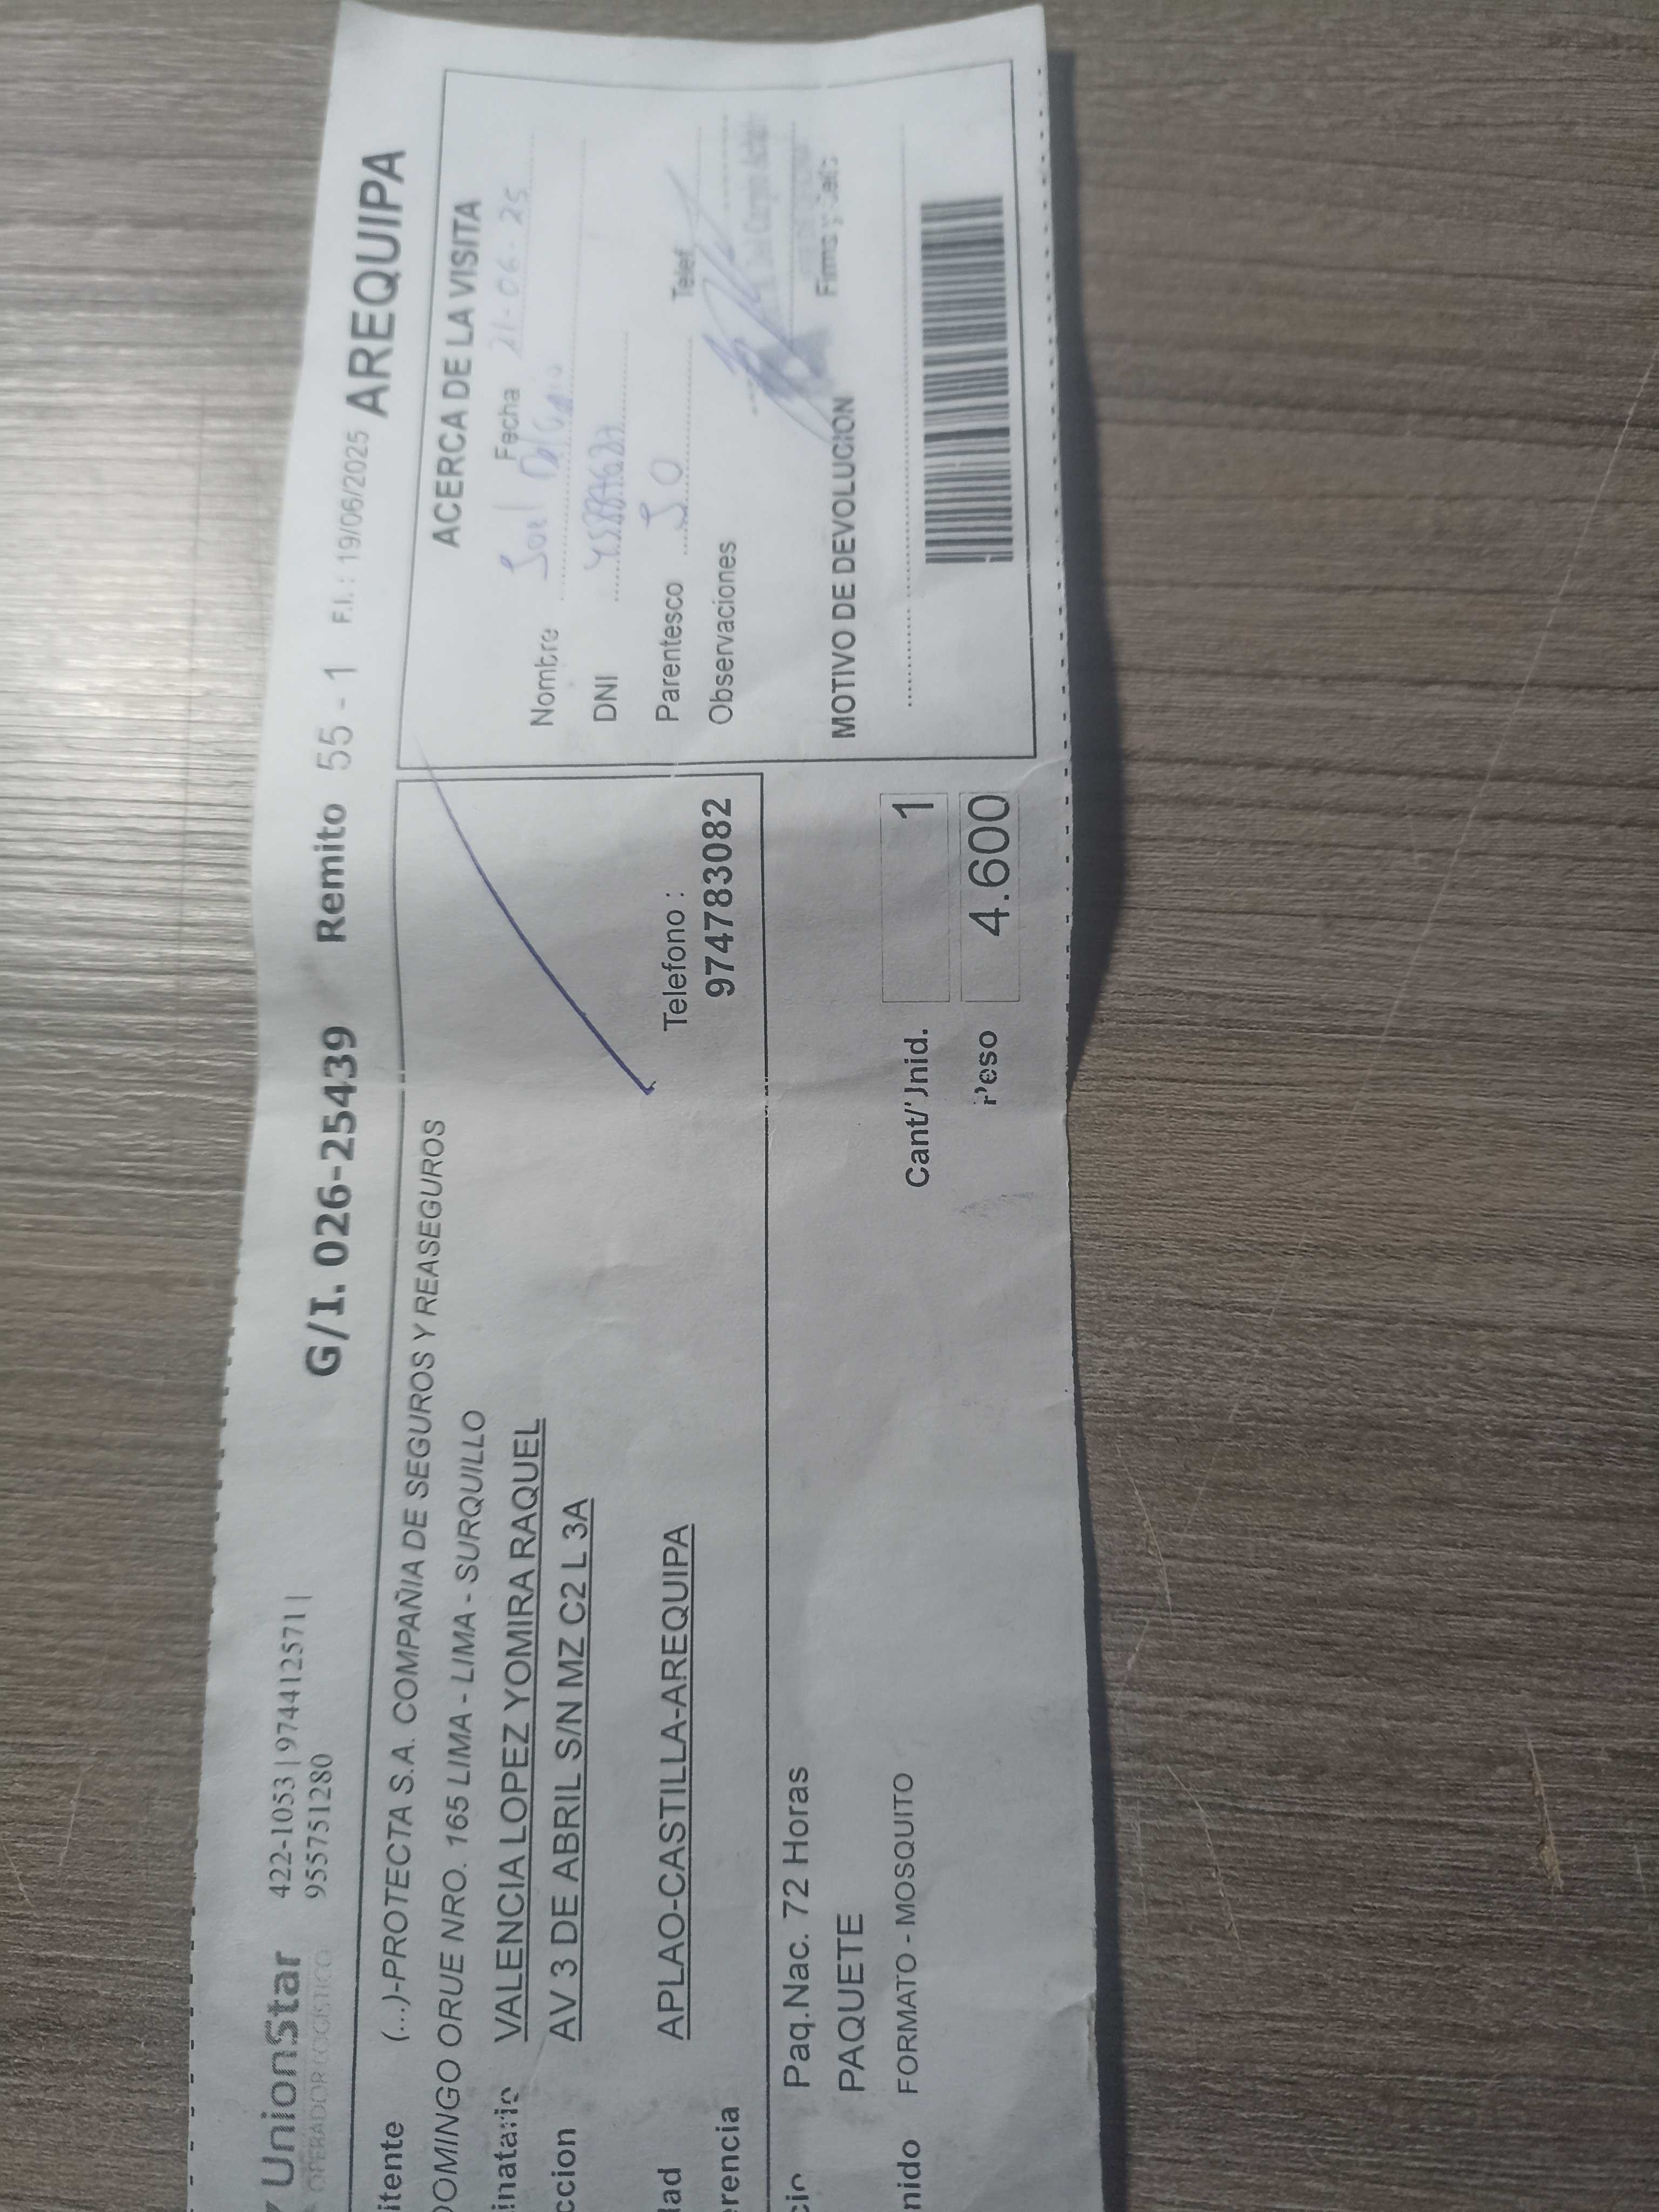 UnionStar
OPERADOR LOGISTICO
422-1053 | 974412571 |
955751280
G/I. 026-25439 Remito 55 - 1 F.I.: 19/06/2025 AREQUIPA
itente (...)-PROTECTA S.A. COMPAÑIA DE SEGUROS Y REASEGUROS
DOMINGO ORUE NRO. 165 LIMA - LIMA - SURQUILLO
inatario VALENCIA LOPEZ YOMIRA RAQUEL
ccion AV 3 DE ABRIL S/N MZ C2 L 3A
dad APLAO-CASTILLA-AREQUIPA
erencia
Telefono :
974783082
cio Paq.Nac. 72 Horas
PAQUETE
nido FORMATO - MOSQUITO
Cant/Unid. 1
Peso 4.600
ACERCA DE LA VISITA
Fecha 21-06-25
Nombre
DNI
Parentesco Telef.
Observaciones
Firma y Sello
MOTIVO DE DEVOLUCION